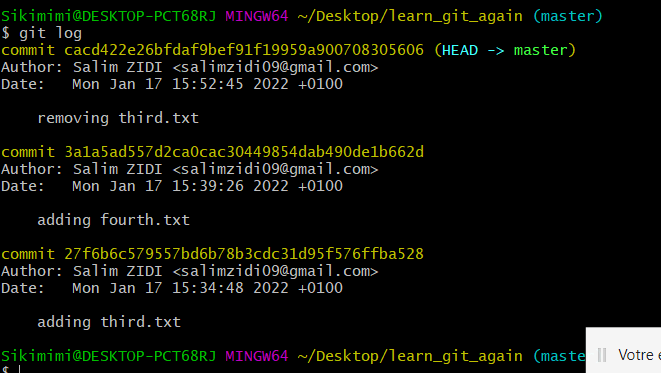 Sikimimi@DESKTOP-PCT68RJ MINGW64 ~/Desktop/learn_git_again (master)
$ git log
commit cacd422e26bfdaf9bef91f19959a900708305606 (HEAD -> master)
Author: Salim ZIDI <salimzidi09@gmail.com>
Date:   Mon Jan 17 15:52:45 2022 +0100
    removing third.txt
commit 3a1a5ad557d2ca0cac30449854dab490de1b662d
Author: Salim ZIDI <salimzidi09@gmail.com>
Date:   Mon Jan 17 15:39:26 2022 +0100
    adding fourth.txt
commit 27f6b6c579557bd6b78b3cdc31d95f576ffba528
Author: Salim ZIDI <salimzidi09@gmail.com>
Date:   Mon Jan 17 15:34:48 2022 +0100
    adding third.txt
Sikimimi@DESKTOP-PCT68RJ MINGW64 ~/Desktop/learn_git_again (maste
Votre
$